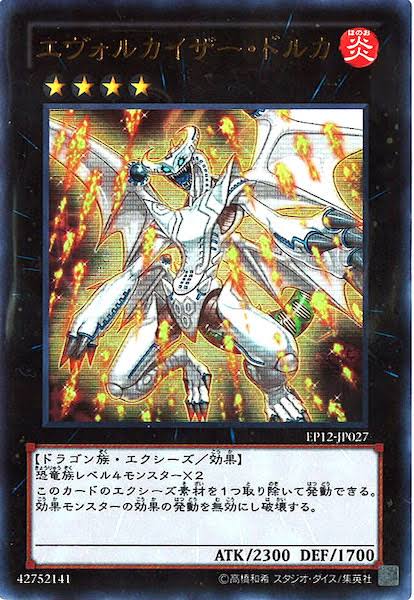 エヴォルカイザー・ドルカ
炎
ほのお
EP12-JP027
【ドラゴン族・エクシーズ/効果】
恐竜族レベル4モンスター×2
このカードのエクシーズ素材を1つ取り除いて発動できる。
効果モンスターの効果の発動を無効にし破壊する。
ATK/2300 DEF/1700
42752141
©高橋和希 スタジオ・ダイス/集英社